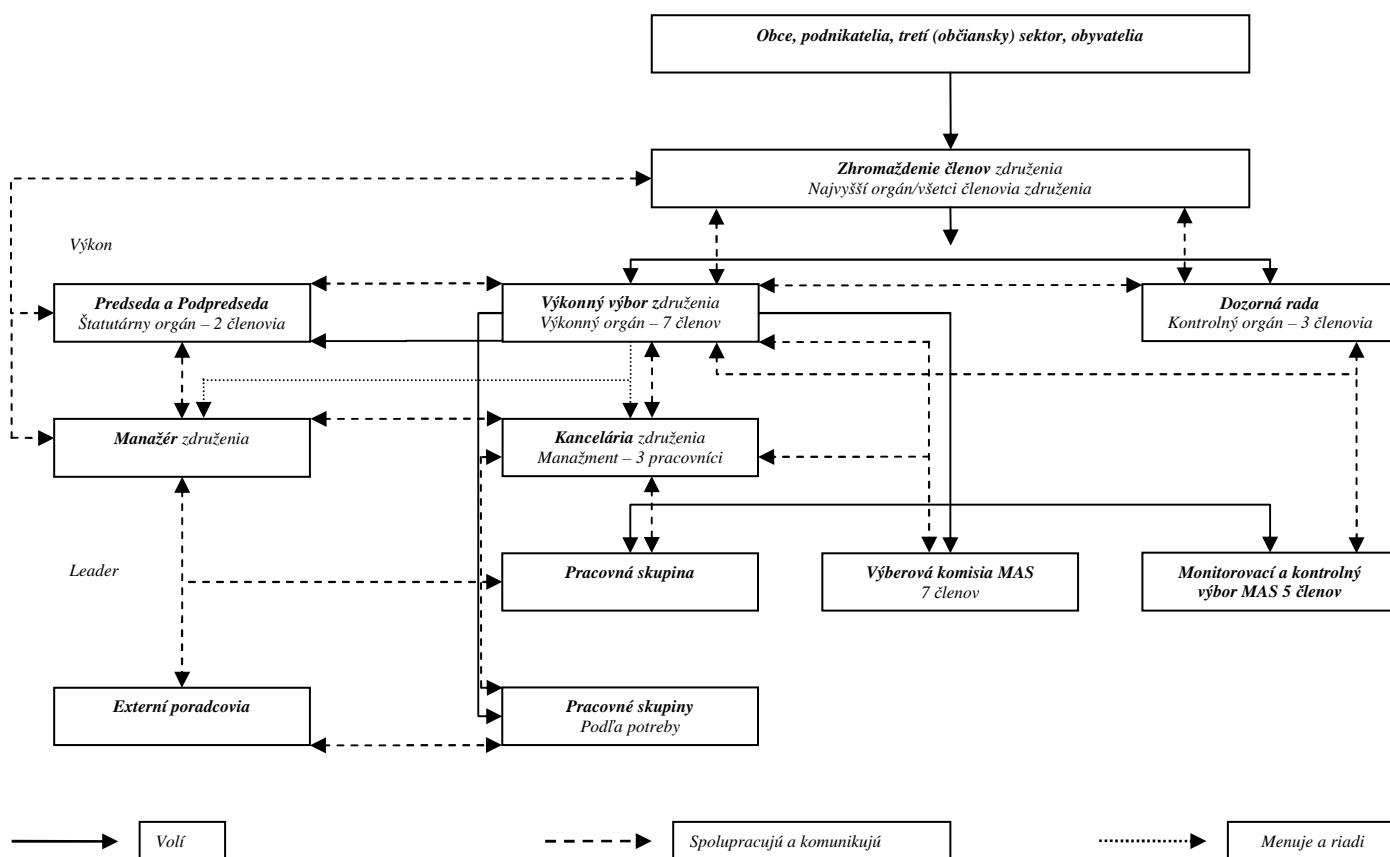 Obce, podnikatelia, tretí (občiansky) sektor, obyvatelia
Zhromaždenie členov združenia
Najvyšší orgán/všetci členovia združenia
Výkon
Predseda a Podpredseda
Štatutárny orgán – 2 členovia
Výkonný výbor združenia
Výkonný orgán – 7 členov
Dozorná rada
Kontrolný orgán – 3 členovia
Manažér združenia
Kancelária združenia
Manažment – 3 pracovníci
Leader
Pracovná skupina
Výberová komisia MAS
7 členov
Monitorovací a kontrolný
výbor MAS 5 členov
Externí poradcovia
Pracovné skupiny
Podľa potreby
Volí
Spolupracujú a komunikujú
Menuje a riadi